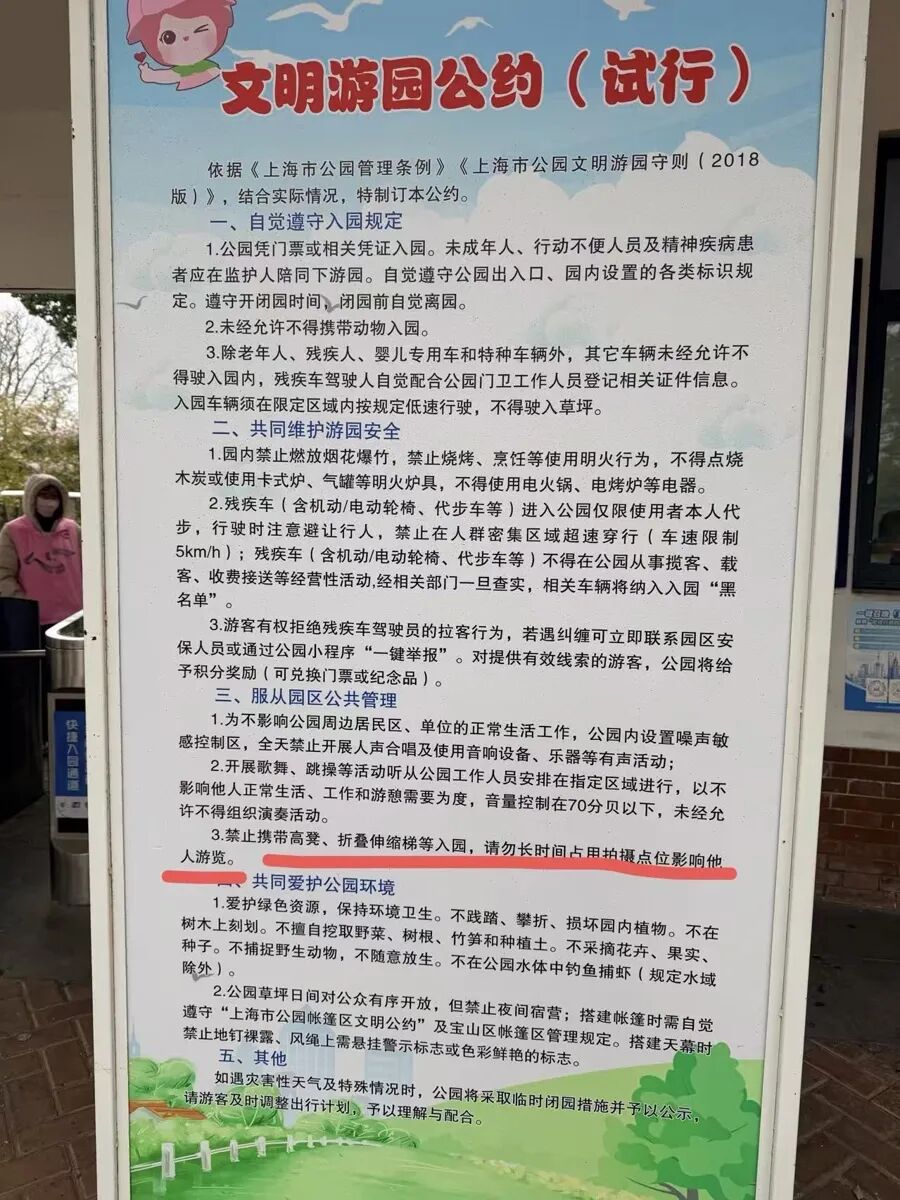 文明游园公约（试行）
依据《上海市公园管理条例》《上海市公园文明游园守则（2018
版）》，结合实际情况，特制订本公约。
一、自觉遵守入园规定
1.公园凭门票或相关凭证入园。未成年人、行动不便人员及精神疾病患
者应在监护人陪同下游园。自觉遵守公园出入口、园内设置的各类标识规
定。遵守开闭园时间，闭园前自觉离园。
2.未经允许不得携带动物入园。
3.除老年人、残疾人、婴儿专用车和特种车辆外，其它车辆未经允许不
得驶入园内，残疾车驾驶人自觉配合公园门卫工作人员登记相关证件信息。
入园车辆须在限定区域内按规定低速行驶，不得驶入草坪。
二、共同维护游园安全
1.园内禁止燃放烟花爆竹，禁止烧烤、烹饪等使用明火行为，不得点烧
木炭或使用卡式炉、气罐等明火炉具，不得使用电火锅、电烤炉等电器。
2.残疾车（含机动/电动轮椅、代步车等）进入公园仅限使用者本人代
步，行驶时注意避让行人，禁止在人群密集区域超速穿行（车速限制
5km/h）；残疾车（含机动/电动轮椅、代步车等）不得在公园从事揽客、载
客、收费接送等经营性活动,经相关部门一旦查实，相关车辆将纳入入园“黑
名单”。
3.游客有权拒绝残疾车驾驶员的拉客行为，若遇纠缠可立即联系园区安
保人员或通过公园小程序“一键举报”。对提供有效线索的游客，公园将给
予积分奖励（可兑换门票或纪念品）。
三、服从园区公共管理
1.为不影响公园周边居民区、单位的正常生活工作，公园内设置噪声敏
感控制区，全天禁止开展人声合唱及使用音响设备、乐器等有声活动；
2.开展歌舞、跳操等活动听从公园工作人员安排在指定区域进行，以不
影响他人正常生活、工作和游憩需要为度，音量控制在70分贝以下，未经允
许不得组织演奏活动。
3.禁止携带高凳、折叠伸缩梯等入园，请勿长时间占用拍摄点位影响他
人游览。
四、共同爱护公园环境
1.爱护绿色资源，保持环境卫生。不践踏、攀折、损坏园内植物。不在
树木上刻划。不擅自挖取野菜、树根、竹笋和种植土。不采摘花卉、果实、
种子。不捕捉野生动物，不随意放生。不在公园水体中钓鱼捕虾（规定水域
除外）。
2.公园草坪日间对公众有序开放，但禁止夜间宿营；搭建帐篷时需自觉
遵守“上海市公园帐篷区文明公约”及宝山区帐篷区管理规定。搭建天幕时
禁止地钉裸露、风绳上需悬挂警示标志或色彩鲜艳的标志。
五、其他
如遇灾害性天气及特殊情况时，公园将采取临时闭园措施并予以公示，
请游客及时调整出行计划，予以理解与配合。
快捷入园通道